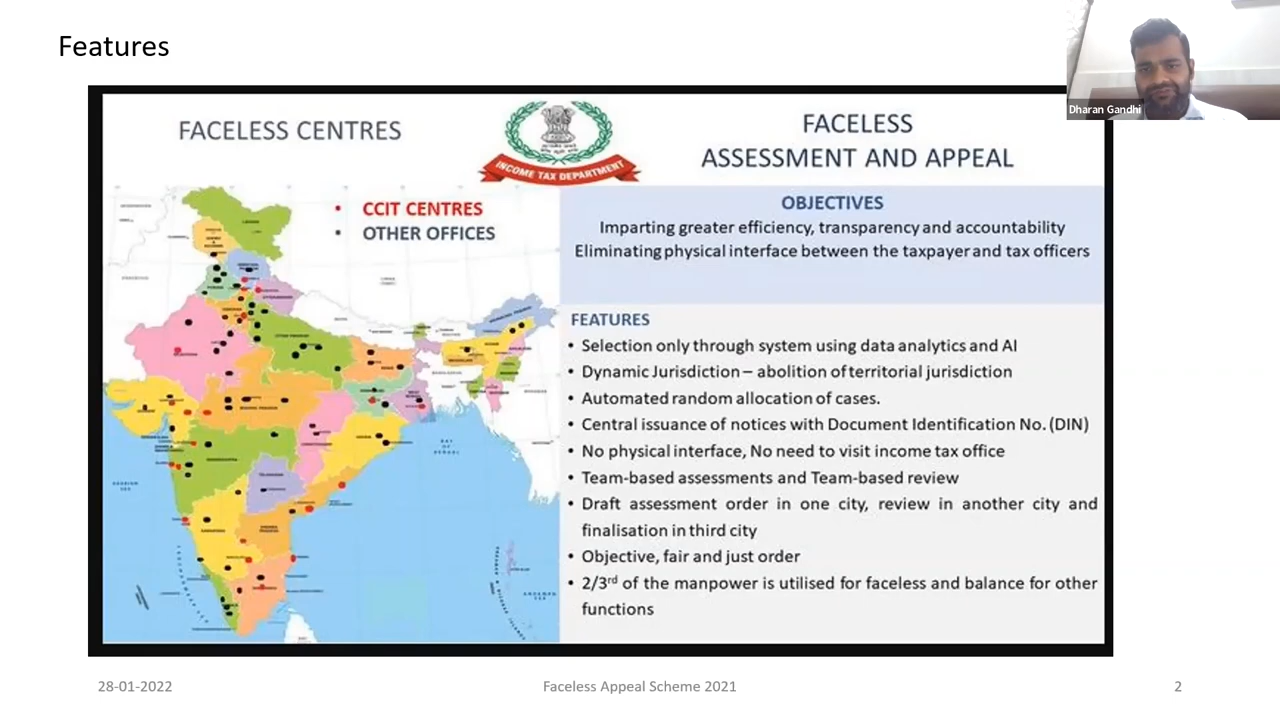 Features
Dharan Gandhi
FACELESS CENTRES
INCOME TAX DEPARTMENT
FACELESS
ASSESSMENT AND APPEAL
• CCIT CENTRES
• OTHER OFFICES
OBJECTIVES
Imparting greater efficiency, transparency and accountability
Eliminating physical interface between the taxpayer and tax officers
FEATURES
• Selection only through system using data analytics and AI
• Dynamic Jurisdiction – abolition of territorial jurisdiction
• Automated random allocation of cases.
• Central issuance of notices with Document Identification No. (DIN)
• No physical interface, No need to visit income tax office
• Team-based assessments and Team-based review
• Draft assessment order in one city, review in another city and
finalisation in third city
• Objective, fair and just order
• 2/3rd of the manpower is utilised for faceless and balance for other
functions
28-01-2022
Faceless Appeal Scheme 2021
2